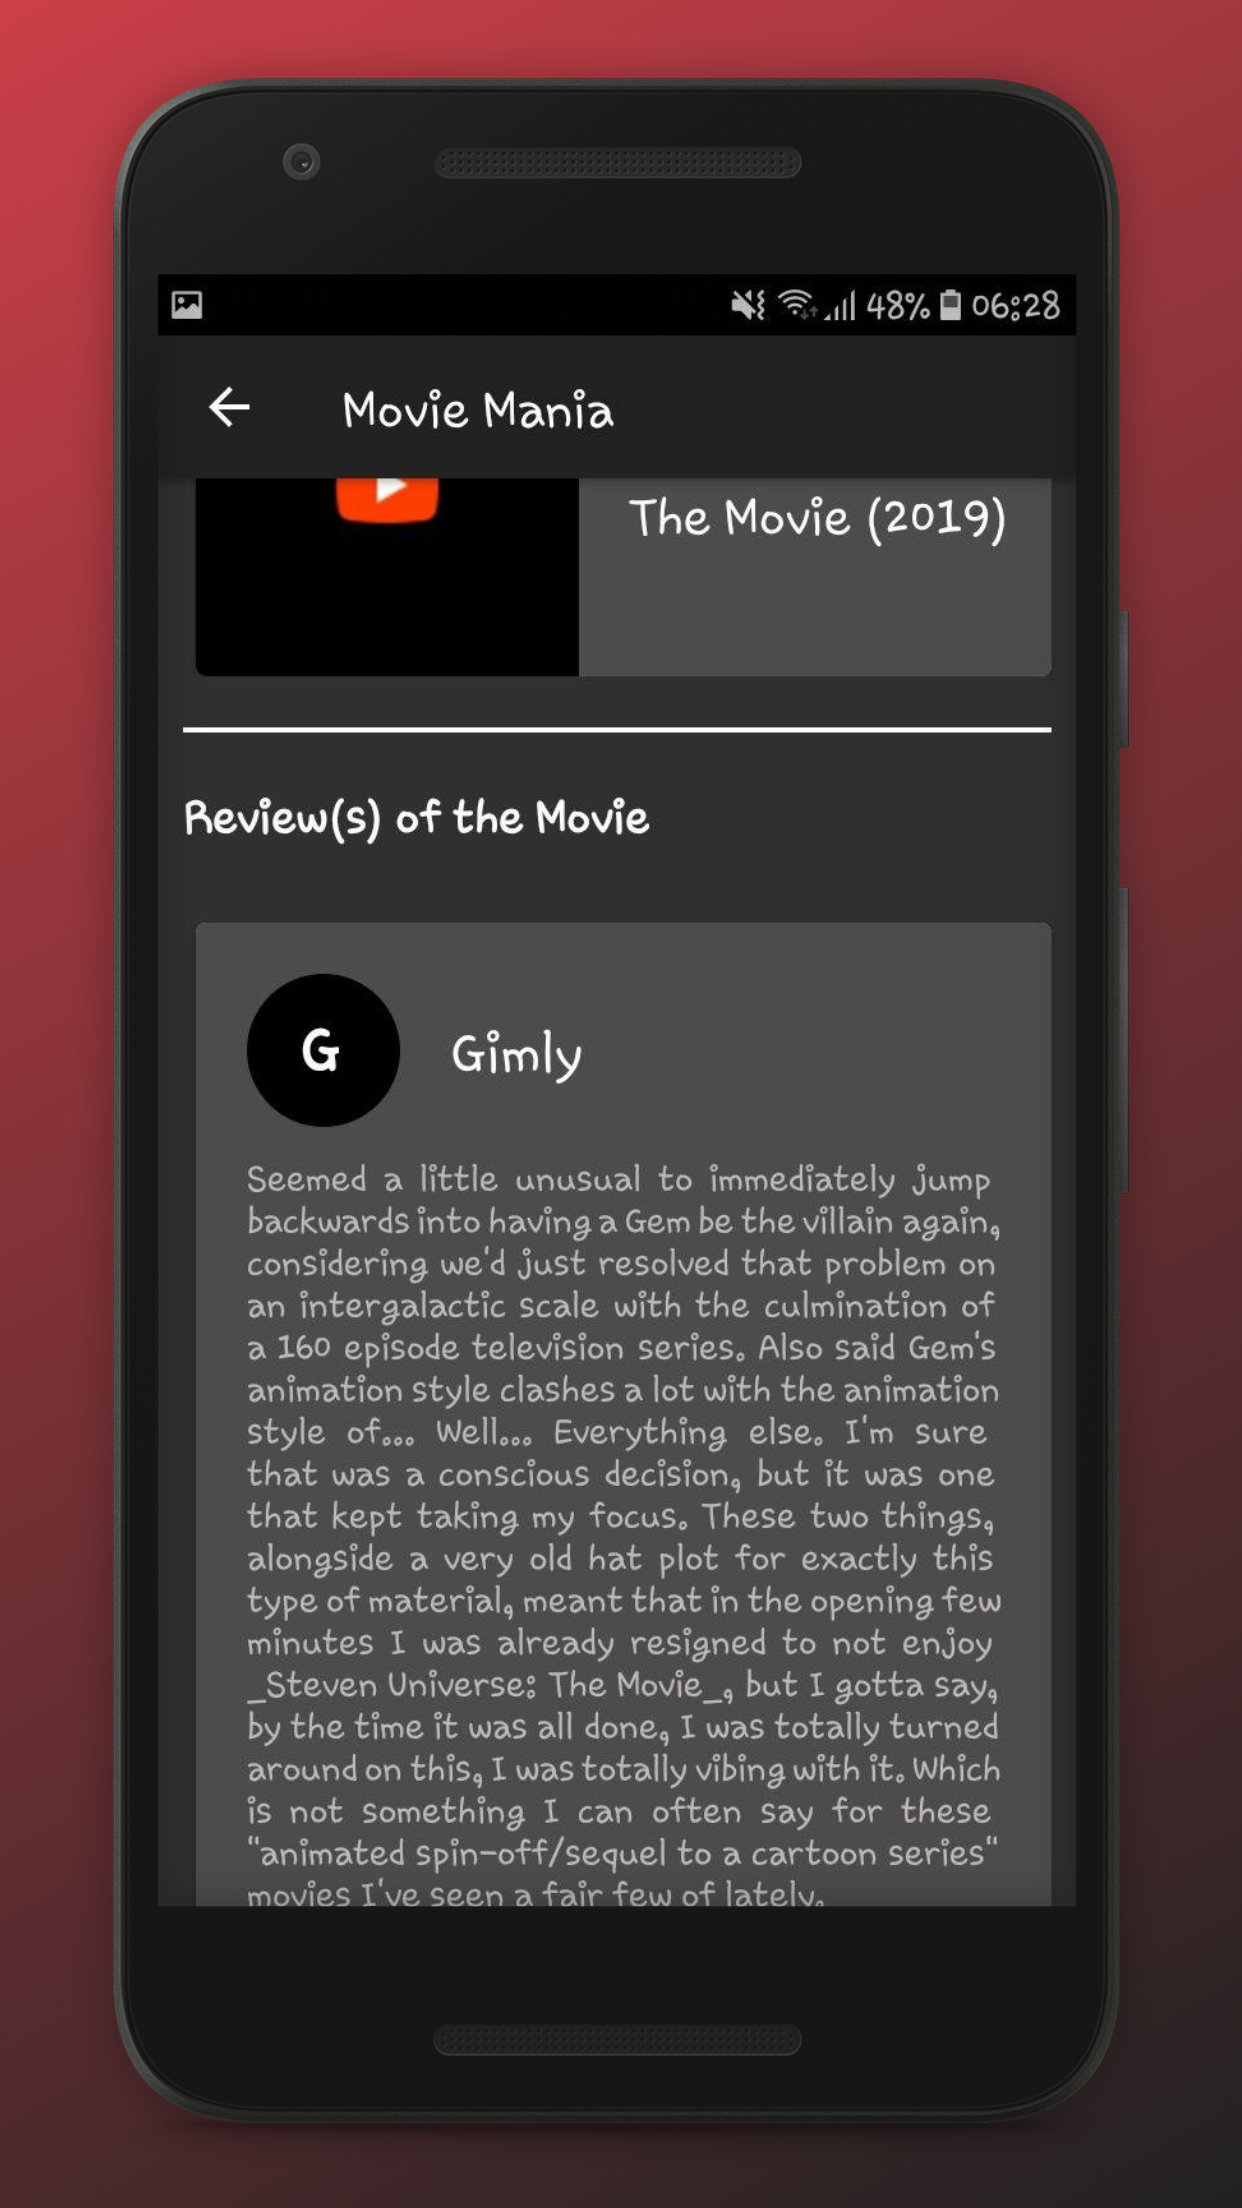 48% 06:28
Movie Mania
The Movie (2019)
Review(s) of the Movie
G
Gimly
Seemed a little unusual to immediately jump
backwards into having a Gem be the villain again,
considering we'd just resolved that problem on
an intergalactic scale with the culmination of
a 160 episode television series. Also said Gem's
animation style clashes a lot with the animation
style of... Well... Everything else. I'm sure
that was a conscious decision, but it was one
that kept taking my focus. These two things,
alongside a very old hat plot for exactly this
type of material, meant that in the opening few
minutes I was already resigned to not enjoy
_Steven Universe: The Movie_, but I gotta say,
by the time it was all done, I was totally turned
around on this, I was totally vibing with it. Which
is not something I can often say for these
"animated spin-off/sequel to a cartoon series"
movies I've seen a fair few of lately.